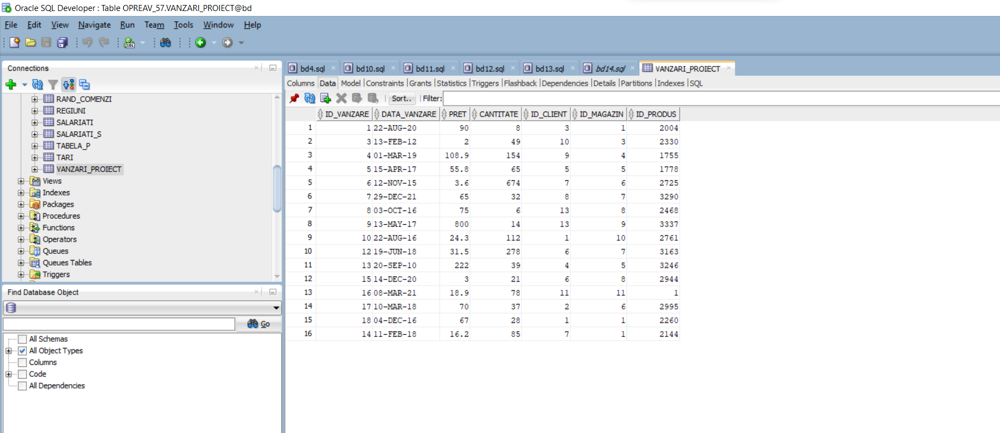 Oracle SQL Developer : Table OPREAV_57.VANZARI_PROIECT@bd
File Edit View Navigate Run Team Tools Window Help
SQL
Connections
RAND_COMENZI
REGIUNI
SALARIATI
SALARIATI_S
TABELA_P
TARI
VANZARI_PROIECT
Views
Indexes
Packages
Procedures
Functions
Operators
Queues
Queues Tables
Triggers
Find Database Object
Go
All Schemas
All Object Types
Columns
Code
All Dependencies
bd4.sql bd10.sql bd11.sql bd12.sql bd13.sql bd14.sql VANZARI_PROIECT
Columns Data Model Constraints Grants Statistics Triggers Flashback Dependencies Details Partitions Indexes SQL
Sort.. Filter:
ID_VANZARE DATA_VANZARE PRET CANTITATE ID_CLIENT ID_MAGAZIN ID_PRODUS
1 1 22-AUG-20 90 8 3 1 2004
2 3 13-FEB-12 2 49 10 3 2330
3 4 01-MAR-19 108.9 154 9 4 1755
4 5 15-APR-17 55.8 65 5 5 1778
5 6 12-NOV-15 3.6 674 7 6 2725
6 7 29-DEC-21 65 32 8 7 3290
7 8 03-OCT-16 75 6 13 8 2468
8 9 13-MAY-17 800 14 13 9 3337
9 10 22-AUG-16 24.3 112 1 10 2761
10 12 19-JUN-18 31.5 278 6 7 3163
11 13 20-SEP-10 222 39 4 5 3246
12 15 14-DEC-20 3 21 6 8 2944
13 16 08-MAR-21 18.9 78 11 11 1
14 17 10-MAR-18 70 37 2 6 2995
15 18 04-DEC-16 67 28 1 1 2260
16 14 11-FEB-18 16.2 85 7 1 2144